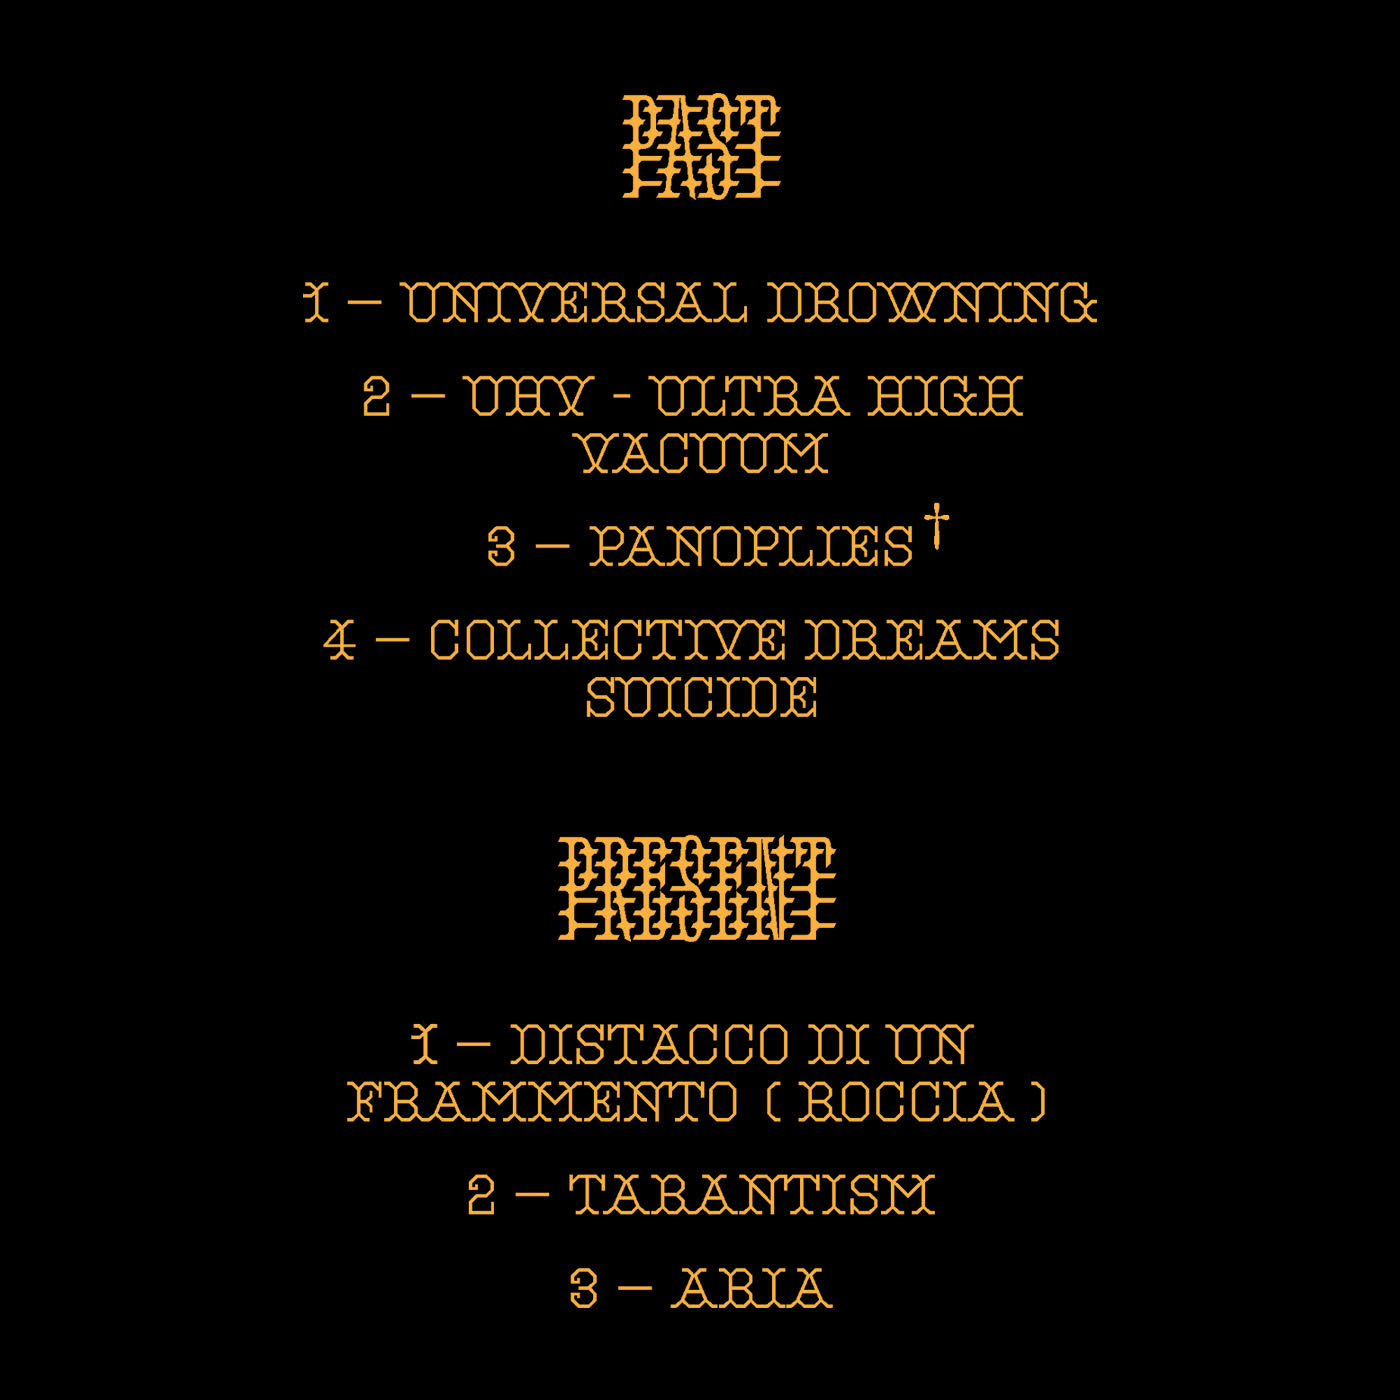 PAST
1 – UNIVERSAL DROWNING
2 – UHV - ULTRA HIGH
VACUUM
3 – PANOPLIES†
4 – COLLECTIVE DREAMS
SUICIDE
PRESENT
1 – DISTACCO DI UN
FRAMMENTO ( ROCCIA )
2 – TARANTISM
3 – ARIA